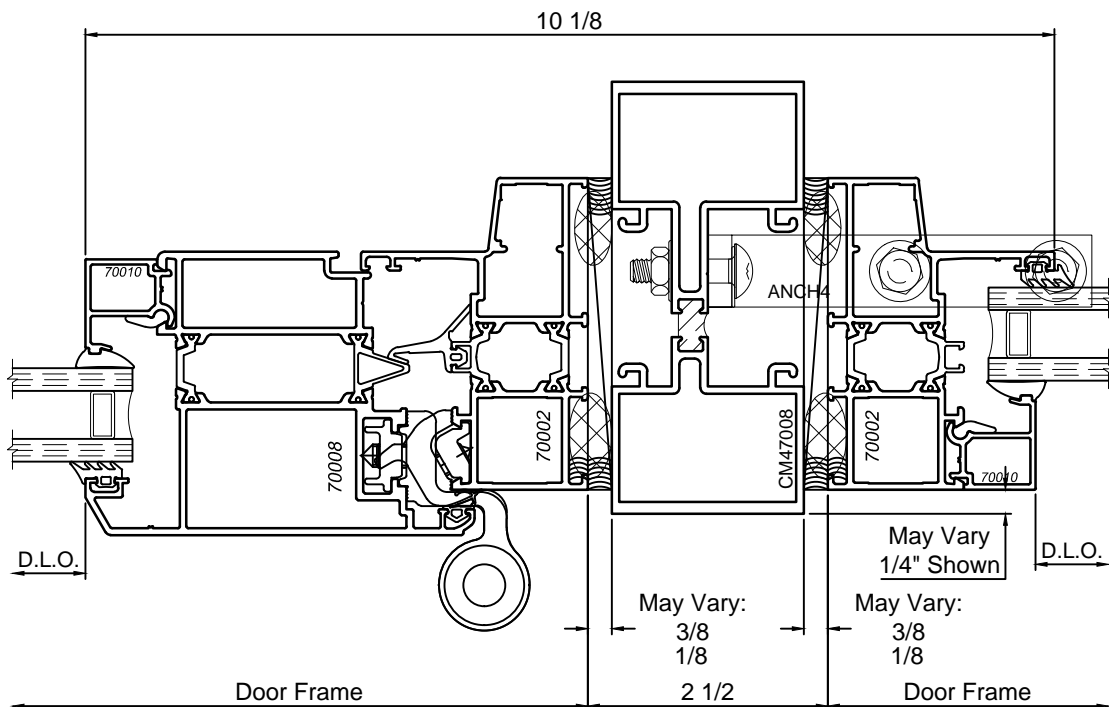 10 1/8
70010
ANCH4
70008
70002
CM47008
70002
70010
D.L.O.
May Vary
1/4" Shown
D.L.O.
May Vary:
3/8
1/8
May Vary:
3/8
1/8
Door Frame
2 1/2
Door Frame